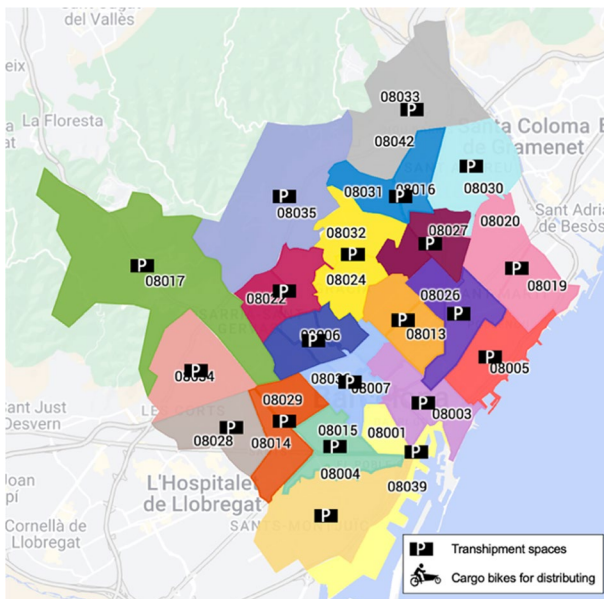 Sant Cugat
del Vallès
La Floresta
08033
08042
Santa Coloma
de Gramenet
08031
08016
08030
08035
08020
Sant Adrià
de Besòs
08032
08027
08017
08024
08022
08026
08019
08013
08006
08034
08036
08007
08005
08029
08003
LES CORTS
Sant Just
Desvern
08028
08014
08015
08001
08004
L'Hospitalet
de Llobregat
08039
SANTS-MONTJUÏC
Cornellà de
Llobregat
P Transhipment spaces
Cargo bikes for distributing